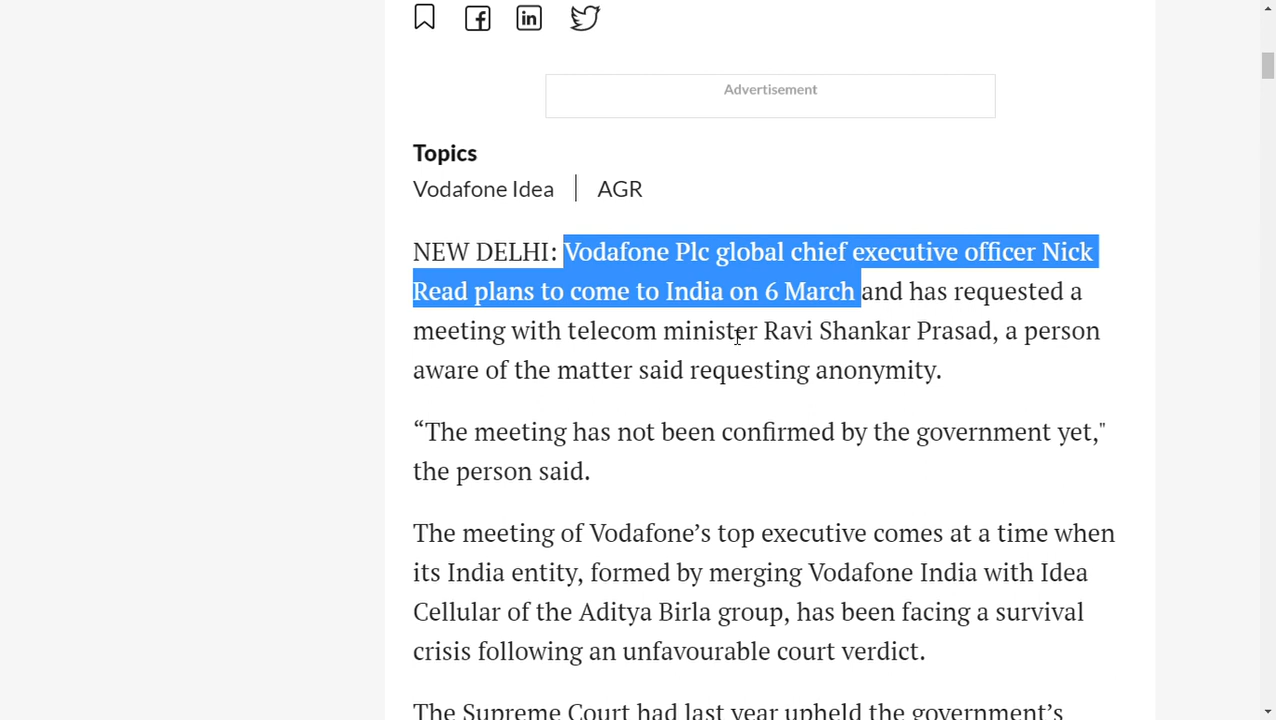 Advertisement
Topics
Vodafone Idea | AGR
NEW DELHI: Vodafone Plc global chief executive officer Nick
Read plans to come to India on 6 March and has requested a
meeting with telecom minister Ravi Shankar Prasad, a person
aware of the matter said requesting anonymity.
“The meeting has not been confirmed by the government yet,"
the person said.
The meeting of Vodafone’s top executive comes at a time when
its India entity, formed by merging Vodafone India with Idea
Cellular of the Aditya Birla group, has been facing a survival
crisis following an unfavourable court verdict.
The Supreme Court had last year upheld the government’s